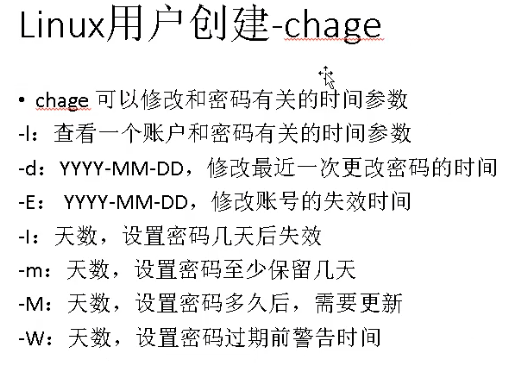 Linux用户创建-chage
• chage 可以修改和密码有关的时间参数
-l：查看一个账户和密码有关的时间参数
-d：YYYY-MM-DD，修改最近一次更改密码的时间
-E： YYYY-MM-DD，修改账号的失效时间
-I：天数，设置密码几天后失效
-m：天数，设置密码至少保留几天
-M：天数，设置密码多久后，需要更新
-W：天数，设置密码过期前警告时间